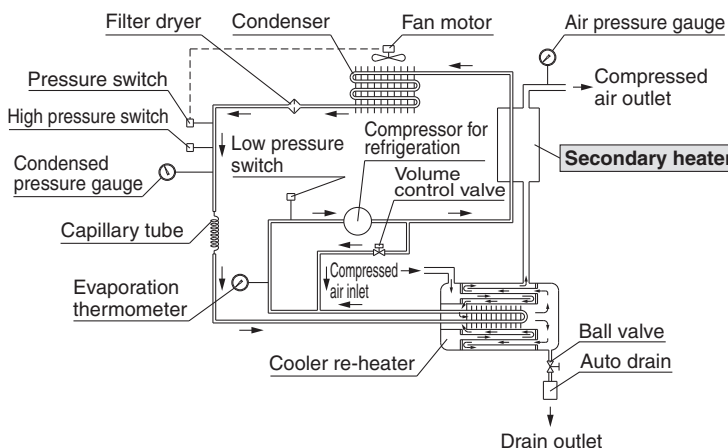 Filter dryer
Condenser
Fan motor
Air pressure gauge
Pressure switch
Compressed
air outlet
High pressure switch
Low pressure
switch
Compressor for
refrigeration
Secondary heater
Condensed
pressure gauge
Volume
control valve
Capillary tube
Compressed
air inlet
Evaporation
thermometer
Ball valve
Cooler re-heater
Auto drain
Drain outlet